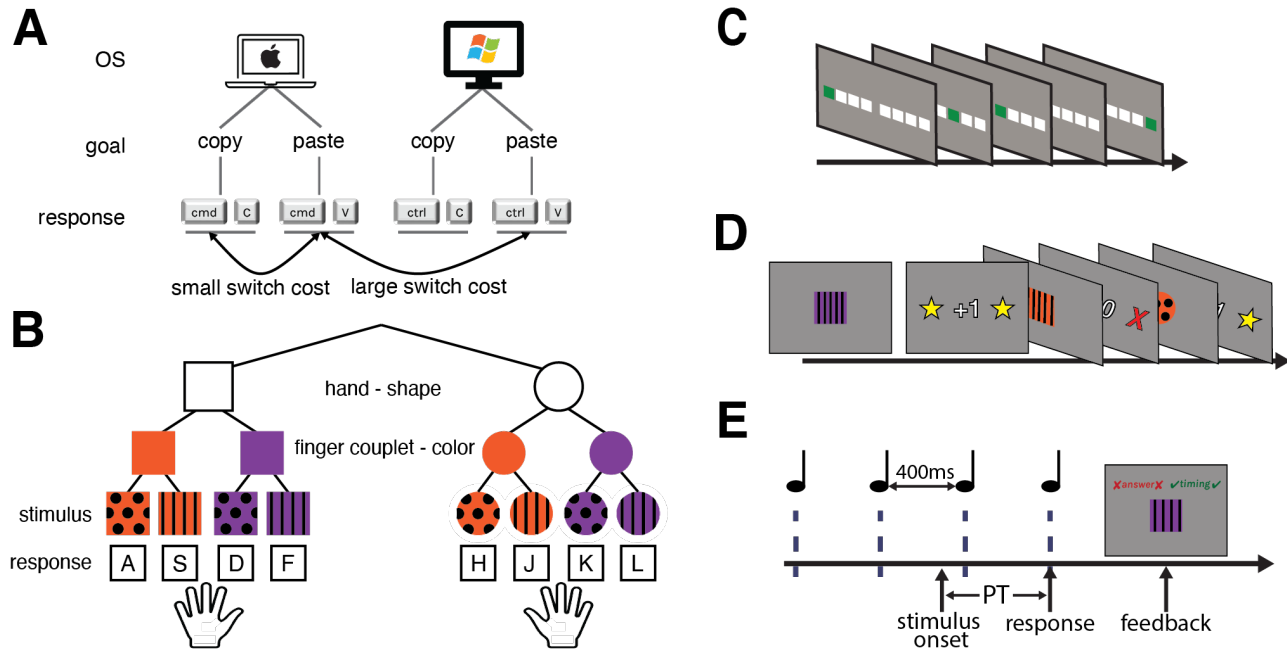 A
OS
goal
copy
paste
copy
paste
response
cmd
C
cmd
V
ctrl
C
ctrl
V
small switch cost
large switch cost
B
hand - shape
finger couplet - color
stimulus
response
A
S
D
F
H
J
K
L
C
D
+1
0
X
1
E
400ms
✗answer✗ ✓timing✓
PT
stimulus
onset
response
feedback